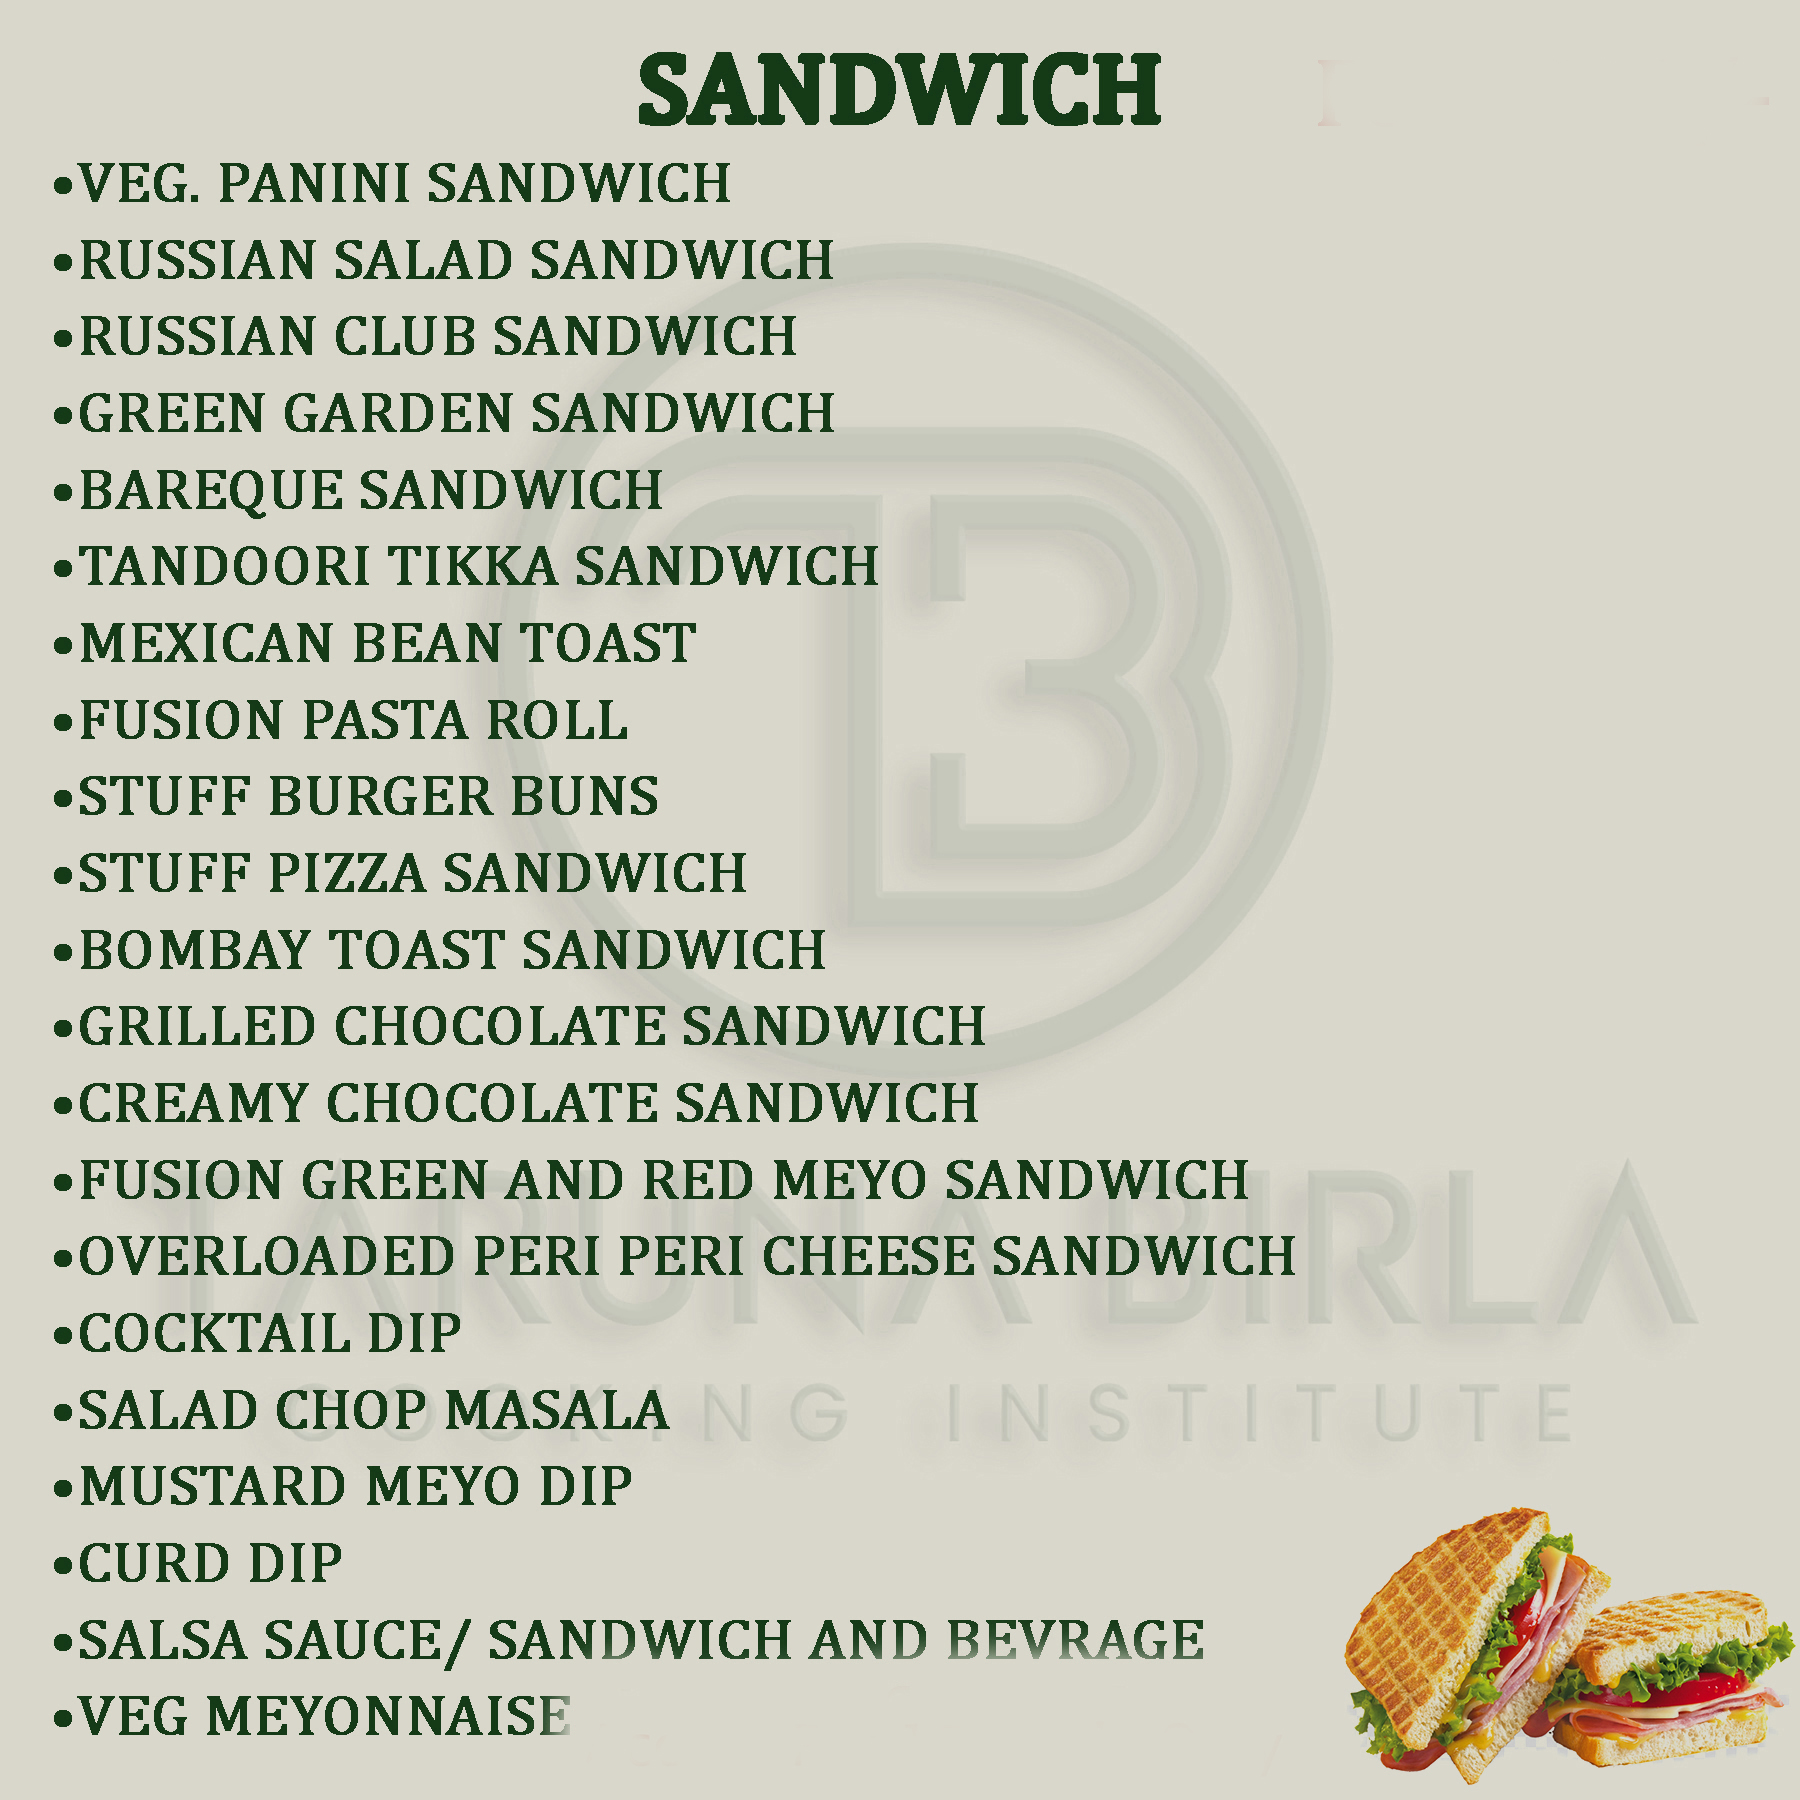 SANDWICH
•VEG. PANINI SANDWICH
•RUSSIAN SALAD SANDWICH
•RUSSIAN CLUB SANDWICH
•GREEN GARDEN SANDWICH
•BAREQUE SANDWICH
•TANDOORI TIKKA SANDWICH
•MEXICAN BEAN TOAST
•FUSION PASTA ROLL
•STUFF BURGER BUNS
•STUFF PIZZA SANDWICH
•BOMBAY TOAST SANDWICH
•GRILLED CHOCOLATE SANDWICH
•CREAMY CHOCOLATE SANDWICH
•FUSION GREEN AND RED MEYO SANDWICH
•OVERLOADED PERI PERI CHEESE SANDWICH
•COCKTAIL DIP
•SALAD CHOP MASALA
•MUSTARD MEYO DIP
•CURD DIP
•SALSA SAUCE/ SANDWICH AND BEVRAGE
•VEG MEYONNAISE
TB
TARUNA BIRLA
COOKING INSTITUTE